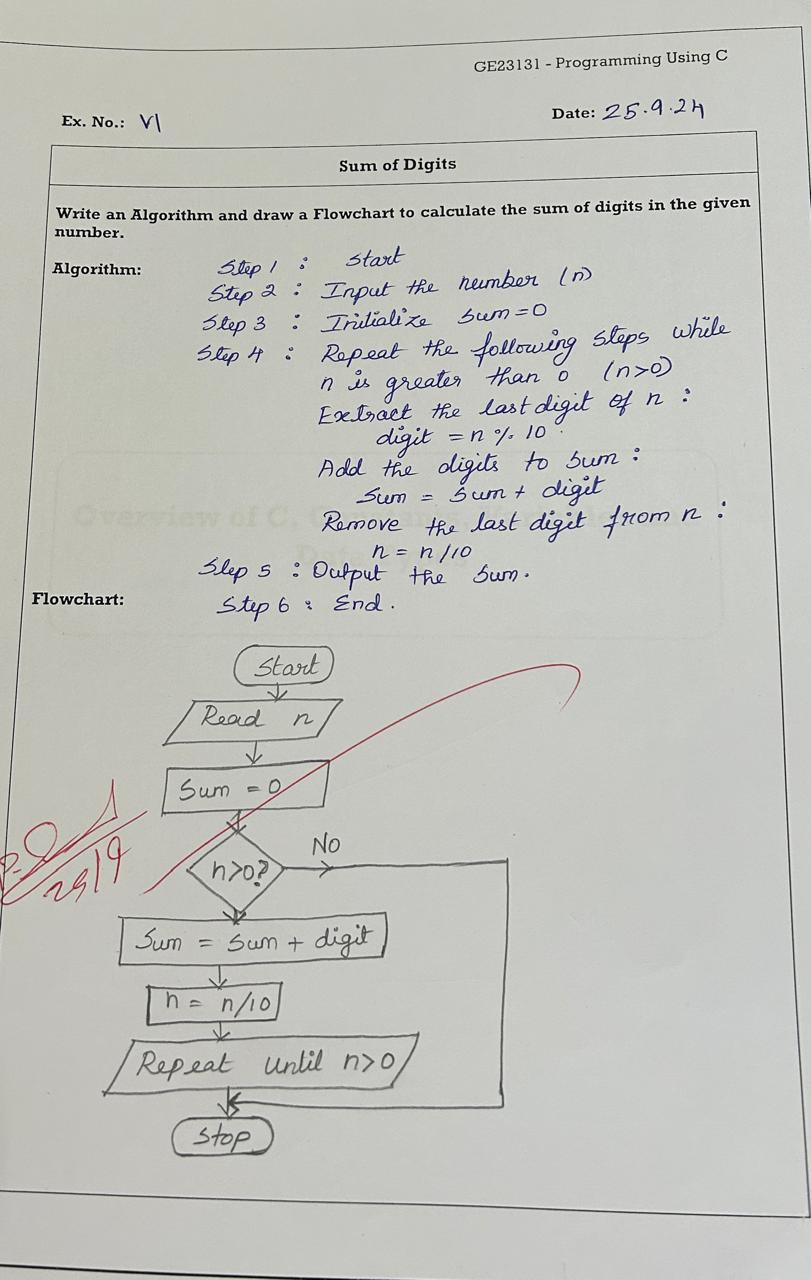 GE23131 - Programming Using C
Ex. No.: VI
Date: 25.9.24
Sum of Digits
Write an Algorithm and draw a Flowchart to calculate the sum of digits in the given
number.
Algorithm:
Step 1 : Start
Step 2 : Input the number (n)
Step 3 : Initialize sum=0
Step 4 : Repeat the following steps while
n is greater than 0 (n>0)
Extract the last digit of n :
digit = n % 10
Add the digits to sum :
Sum = Sum + digit
Remove the last digit from n :
n = n/10
Step 5 : Output the Sum.
Flowchart:
Step 6 : End.
Start
Read n
Sum = 0
n>0?
No
Sum = Sum + digit
n = n/10
Repeat until n>0
Stop